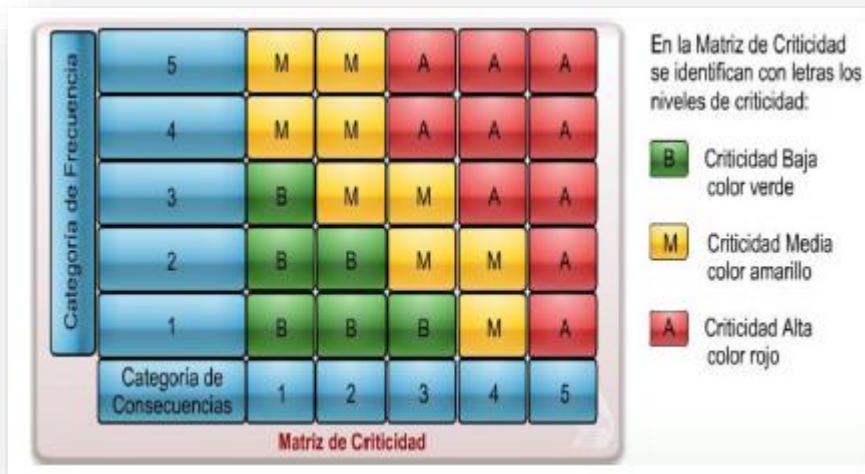 Categoría de Frecuencia
5 M M A A A
4 M M A A A
3 B M M A A
2 B B M M A
1 B B B M A
Categoría de
Consecuencias
1 2 3 4 5
Matriz de Criticidad
En la Matriz de Criticidad
se identifican con letras los
niveles de criticidad:
B Criticidad Baja
color verde
M Criticidad Media
color amarillo
A Criticidad Alta
color rojo